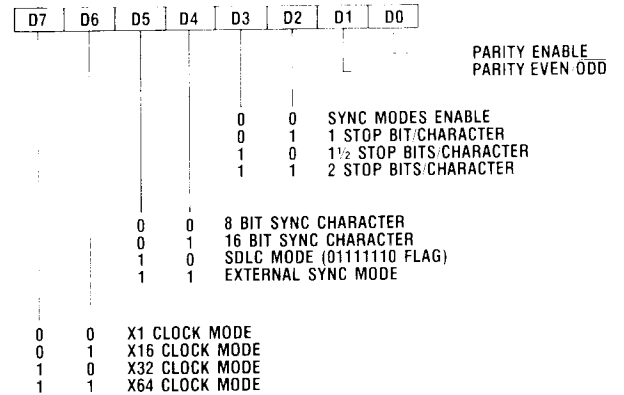 D7 D6 D5 D4 D3 D2 D1 D0
PARITY ENABLE
PARITY EVEN/ODD
0 0 SYNC MODES ENABLE
0 1 1 STOP BIT/CHARACTER
1 0 1½ STOP BITS/CHARACTER
1 1 2 STOP BITS/CHARACTER
0 0 8 BIT SYNC CHARACTER
0 1 16 BIT SYNC CHARACTER
1 0 SDLC MODE (01111110 FLAG)
1 1 EXTERNAL SYNC MODE
0 0 X1 CLOCK MODE
0 1 X16 CLOCK MODE
1 0 X32 CLOCK MODE
1 1 X64 CLOCK MODE